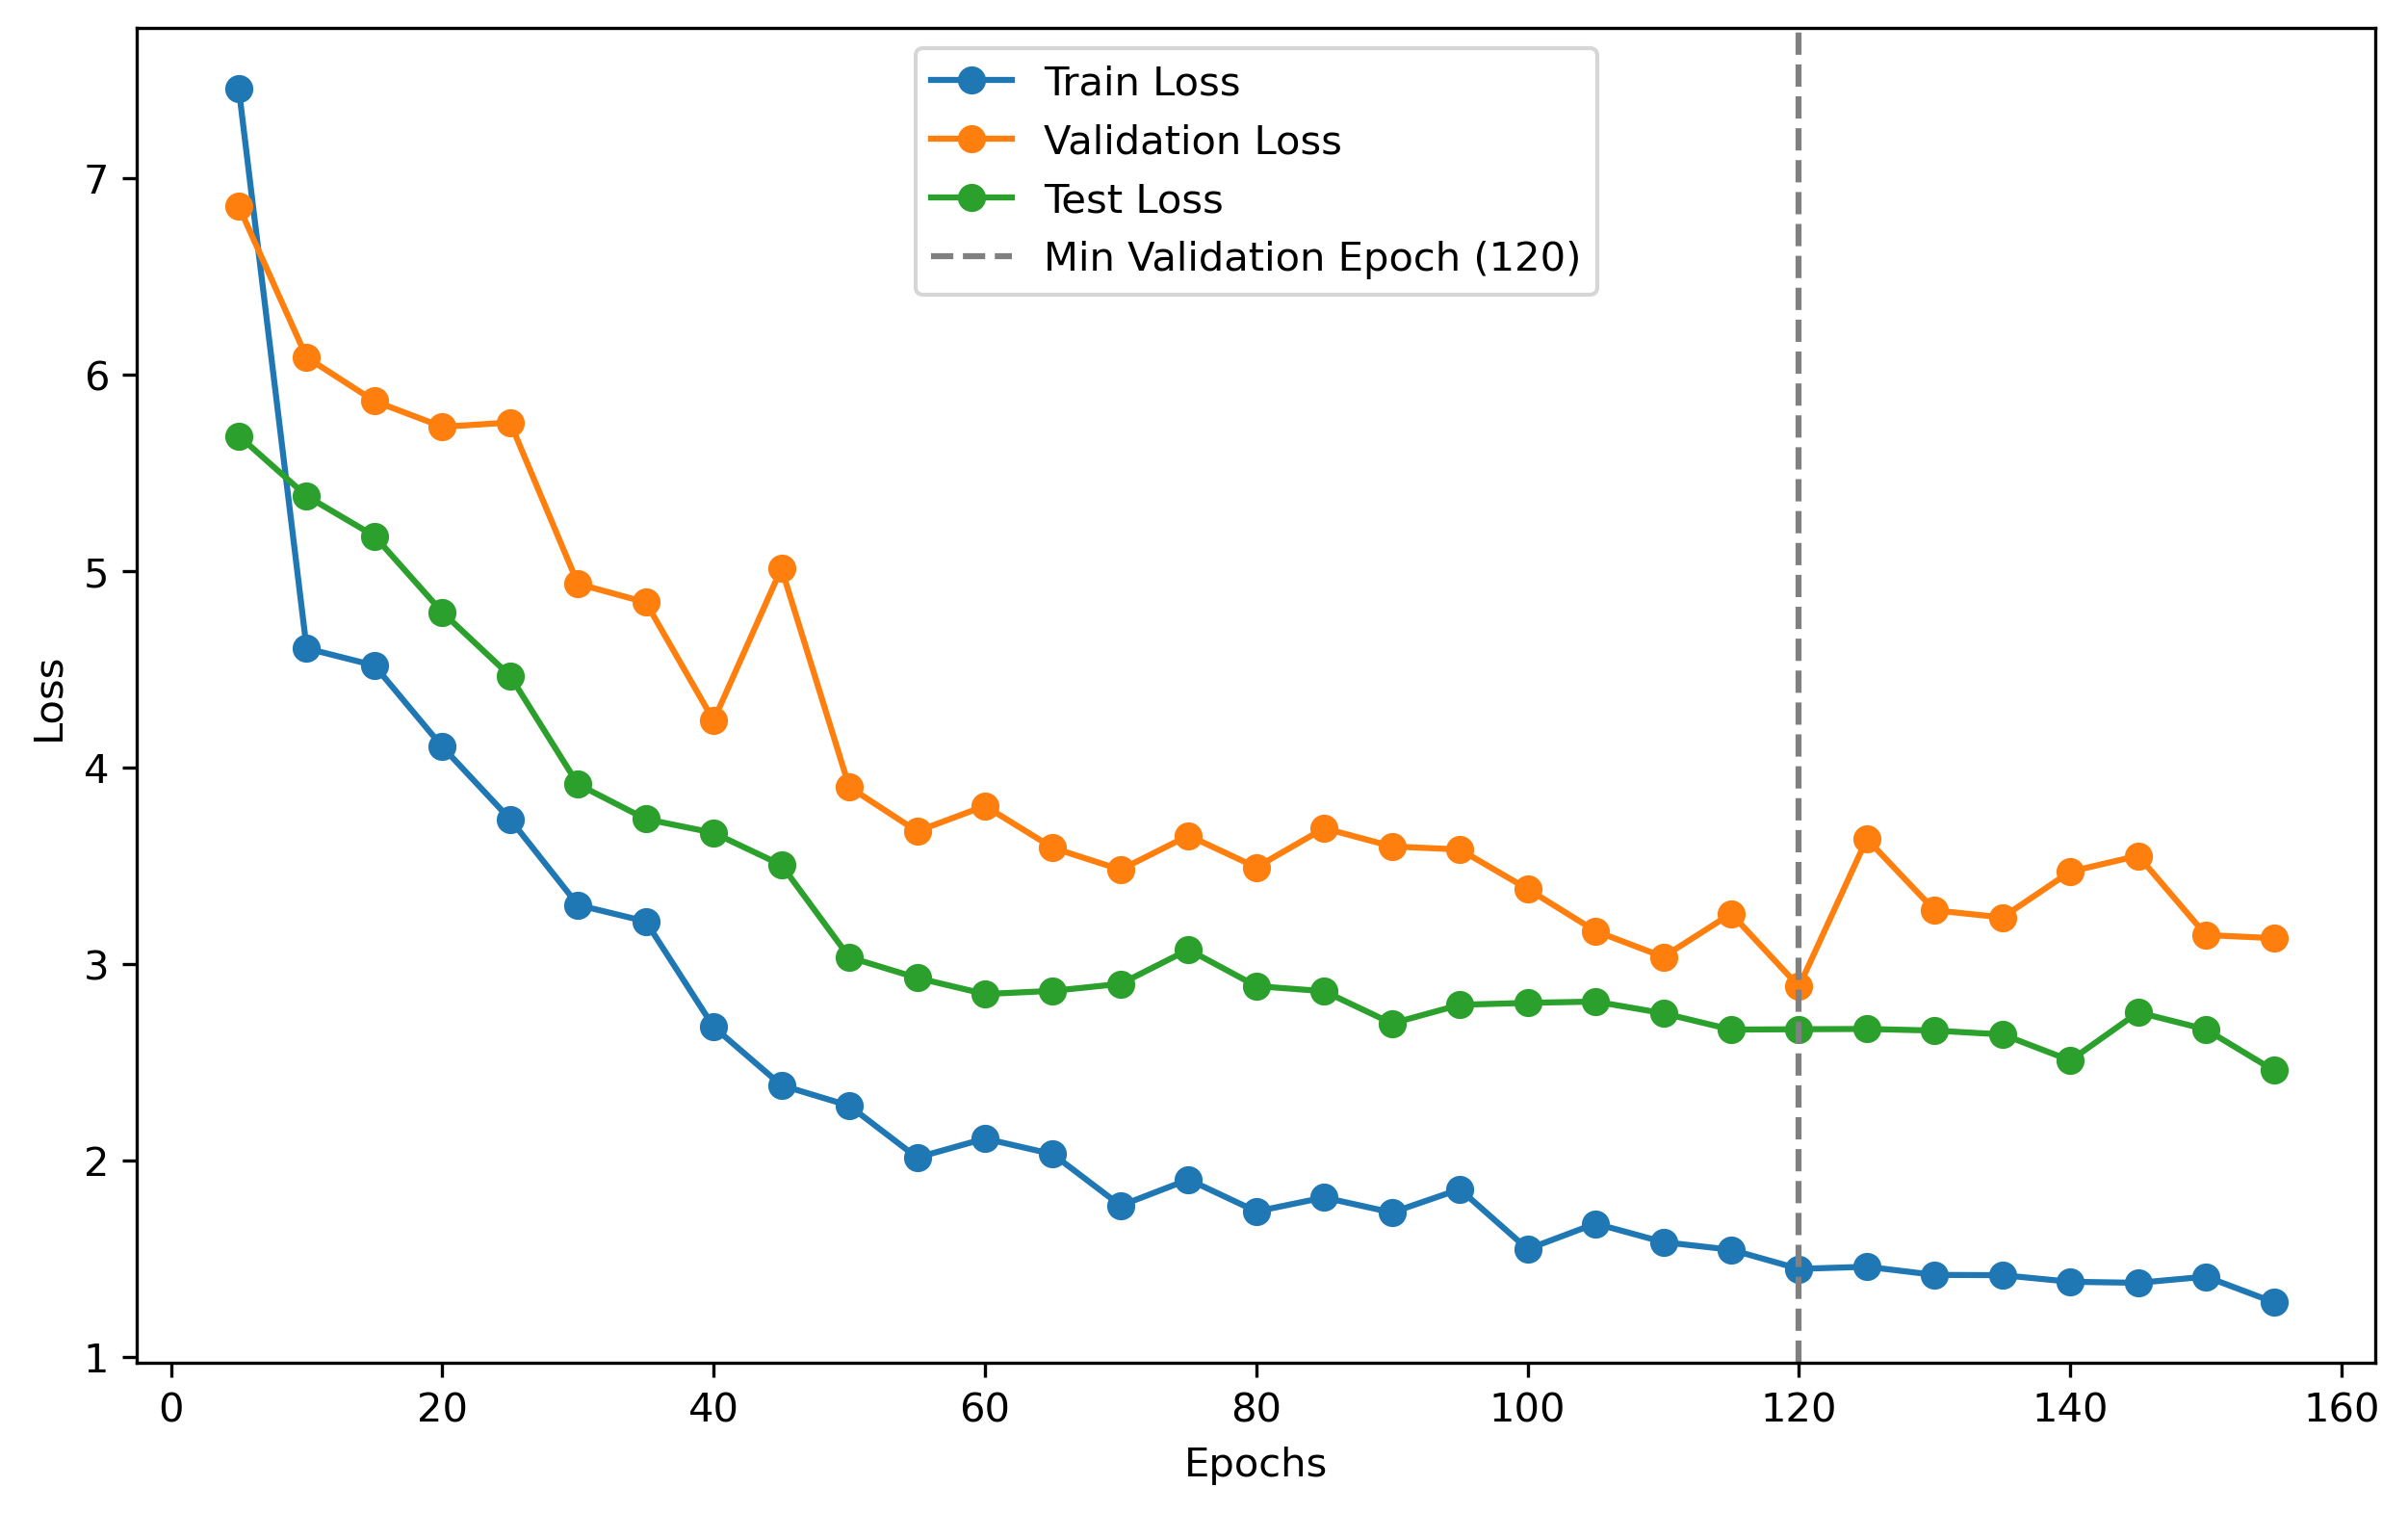 Train Loss
Validation Loss
Test Loss
Min Validation Epoch (120)
7
6
5
4
3
2
1
Loss
0 20 40 60 80 100 120 140 160
Epochs